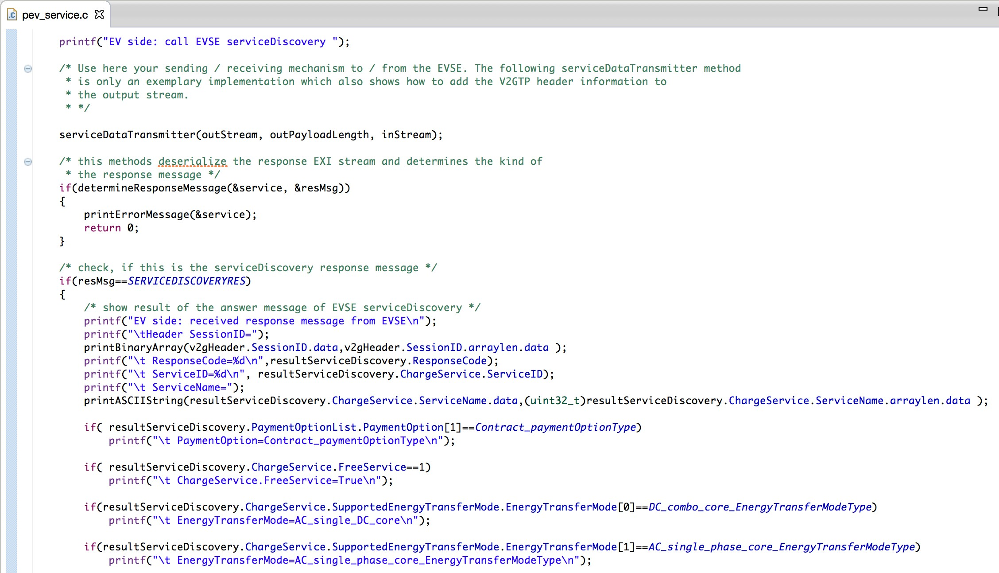 pev_service.c
printf("EV side: call EVSE serviceDiscovery ");
/* Use here your sending / receiving mechanism to / from the EVSE. The following serviceDataTransmitter method
* is only an exemplary implementation which also shows how to add the V2GTP header information to
* the output stream.
* */
serviceDataTransmitter(outStream, outPayloadLength, inStream);
/* this methods deserialize the response EXI stream and determines the kind of
* the response message */
if(determineResponseMessage(&service, &resMsg))
{
printErrorMessage(&service);
return 0;
}
/* check, if this is the serviceDiscovery response message */
if(resMsg==SERVICEDISCOVERYRES)
{
/* show result of the answer message of EVSE serviceDiscovery */
printf("EV side: received response message from EVSE\n");
printf("\tHeader SessionID=");
printBinaryArray(v2gHeader.SessionID.data,v2gHeader.SessionID.arraylen.data );
printf("\t ResponseCode=%d\n",resultServiceDiscovery.ResponseCode);
printf("\t ServiceID=%d\n", resultServiceDiscovery.ChargeService.ServiceID);
printf("\t ServiceName=");
printASCIIString(resultServiceDiscovery.ChargeService.ServiceName.data,(uint32_t)resultServiceDiscovery.ChargeService.ServiceName.arraylen.data );
if( resultServiceDiscovery.PaymentOptionList.PaymentOption[1]==Contract_paymentOptionType)
printf("\t PaymentOption=Contract_paymentOptionType\n");
if( resultServiceDiscovery.ChargeService.FreeService==1)
printf("\t ChargeService.FreeService=True\n");
if(resultServiceDiscovery.ChargeService.SupportedEnergyTransferMode.EnergyTransferMode[0]==DC_combo_core_EnergyTransferModeType)
printf("\t EnergyTransferMode=AC_single_DC_core\n");
if(resultServiceDiscovery.ChargeService.SupportedEnergyTransferMode.EnergyTransferMode[1]==AC_single_phase_core_EnergyTransferModeType)
printf("\t EnergyTransferMode=AC_single_phase_core_EnergyTransferModeType\n");